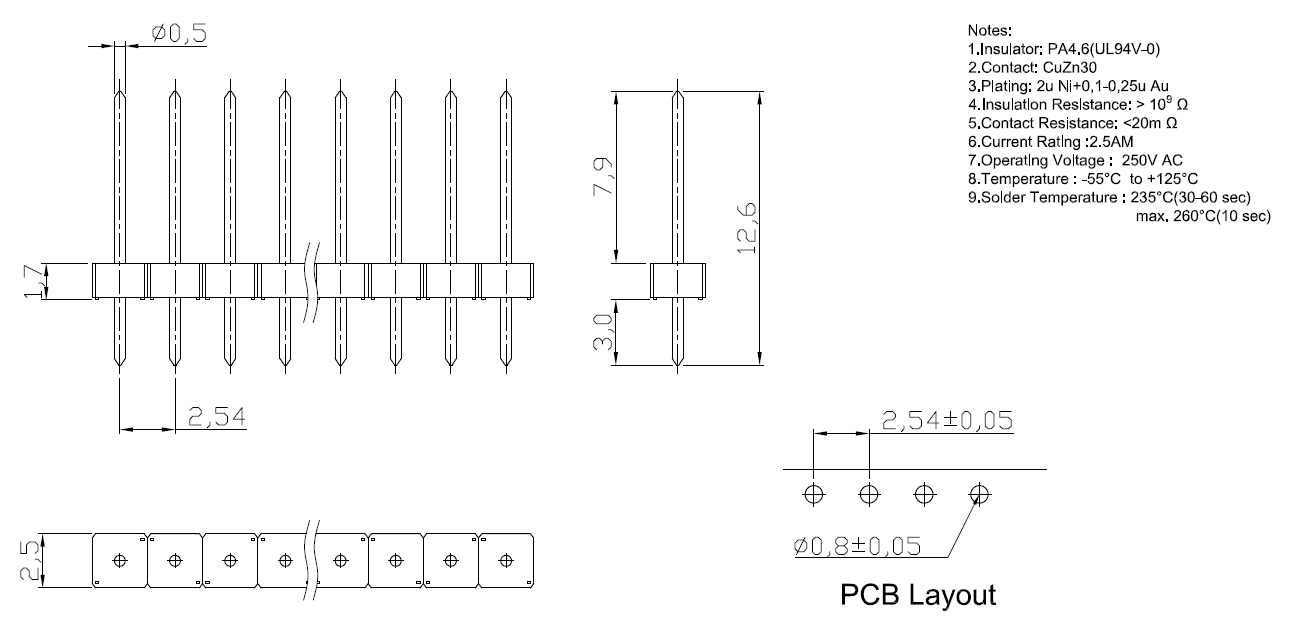 Ø0,5
Notes:
1.Insulator: PA4.6(UL94V-0)
2.Contact: CuZn30
3.Plating: 2u Ni+0,1-0,25u Au
4.Insulation Resistance: > 10⁹ Ω
5.Contact Resistance: <20m Ω
6.Current Rating :2.5AM
7.Operating Voltage : 250V AC
8.Temperature : -55°C to +125°C
9.Solder Temperature : 235°C(30-60 sec)
max. 260°C(10 sec)
7,9
12,6
1,7
3,0
2,54
2,54±0,05
2,5
Ø0,8±0,05
PCB Layout